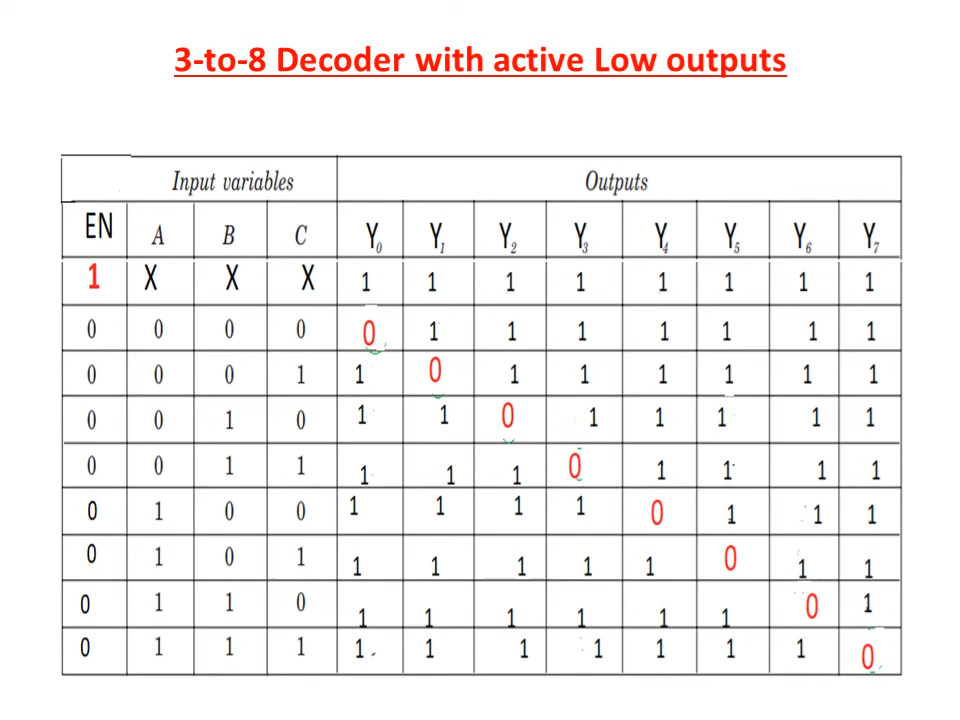 3-to-8 Decoder with active Low outputs
Input variables Outputs
EN A B C Y0 Y1 Y2 Y3 Y4 Y5 Y6 Y7
1 X X X 1 1 1 1 1 1 1 1
0 0 0 0 0 1 1 1 1 1 1 1
0 0 0 1 1 0 1 1 1 1 1 1
0 0 1 0 1 1 0 1 1 1 1 1
0 0 1 1 1 1 1 0 1 1 1 1
0 1 0 0 1 1 1 1 0 1 1 1
0 1 0 1 1 1 1 1 1 0 1 1
0 1 1 0 1 1 1 1 1 1 0 1
0 1 1 1 1 1 1 1 1 1 1 0